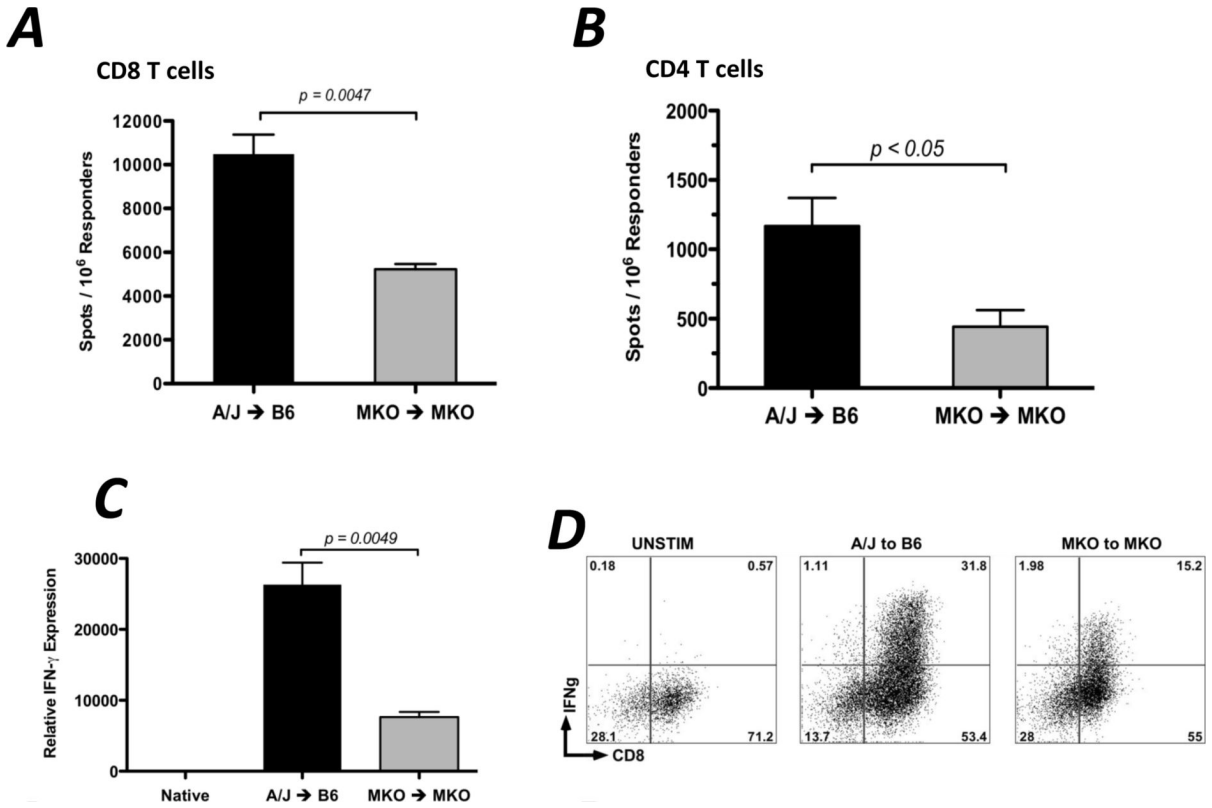 A
CD8 T cells
p = 0.0047
12000
10000
8000
6000
4000
2000
0
Spots / 10⁶ Responders
A/J ➔ B6
MKO ➔ MKO
B
CD4 T cells
p < 0.05
2000
1500
1000
500
0
Spots / 10⁶ Responders
A/J ➔ B6
MKO ➔ MKO
C
p = 0.0049
30000
20000
10000
0
Relative IFN-γ Expression
Native
A/J ➔ B6
MKO ➔ MKO
D
UNSTIM
0.18 0.57
28.1 71.2
A/J to B6
1.11 31.8
13.7 53.4
MKO to MKO
1.98 15.2
28 55
IFNg
CD8